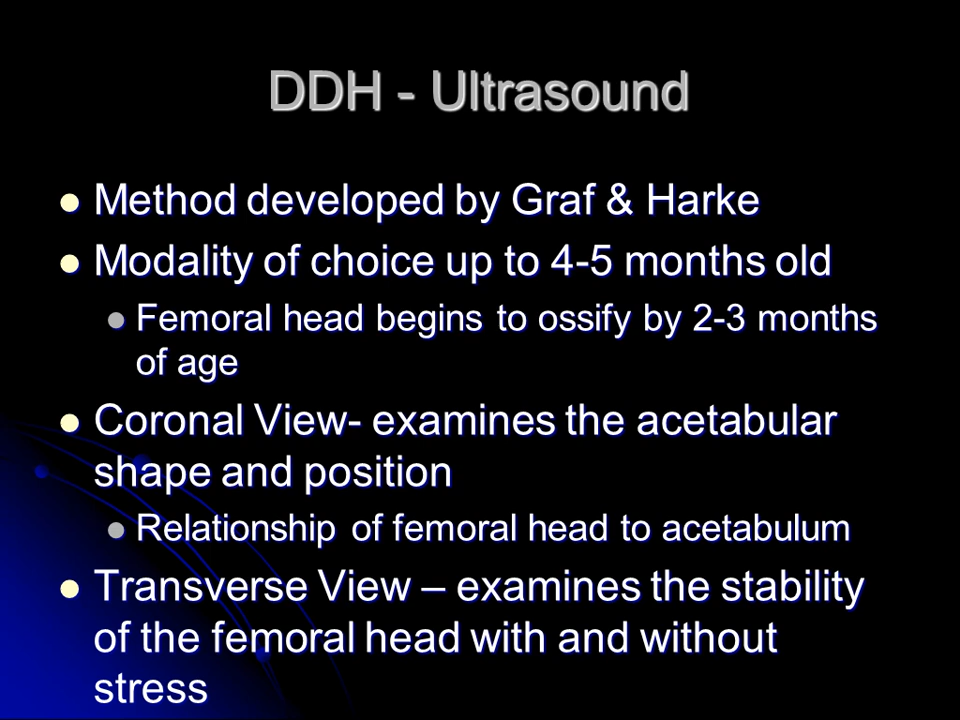 DDH - Ultrasound
Method developed by Graf & Harke
Modality of choice up to 4-5 months old
Femoral head begins to ossify by 2-3 months
of age
Coronal View- examines the acetabular
shape and position
Relationship of femoral head to acetabulum
Transverse View – examines the stability
of the femoral head with and without
stress